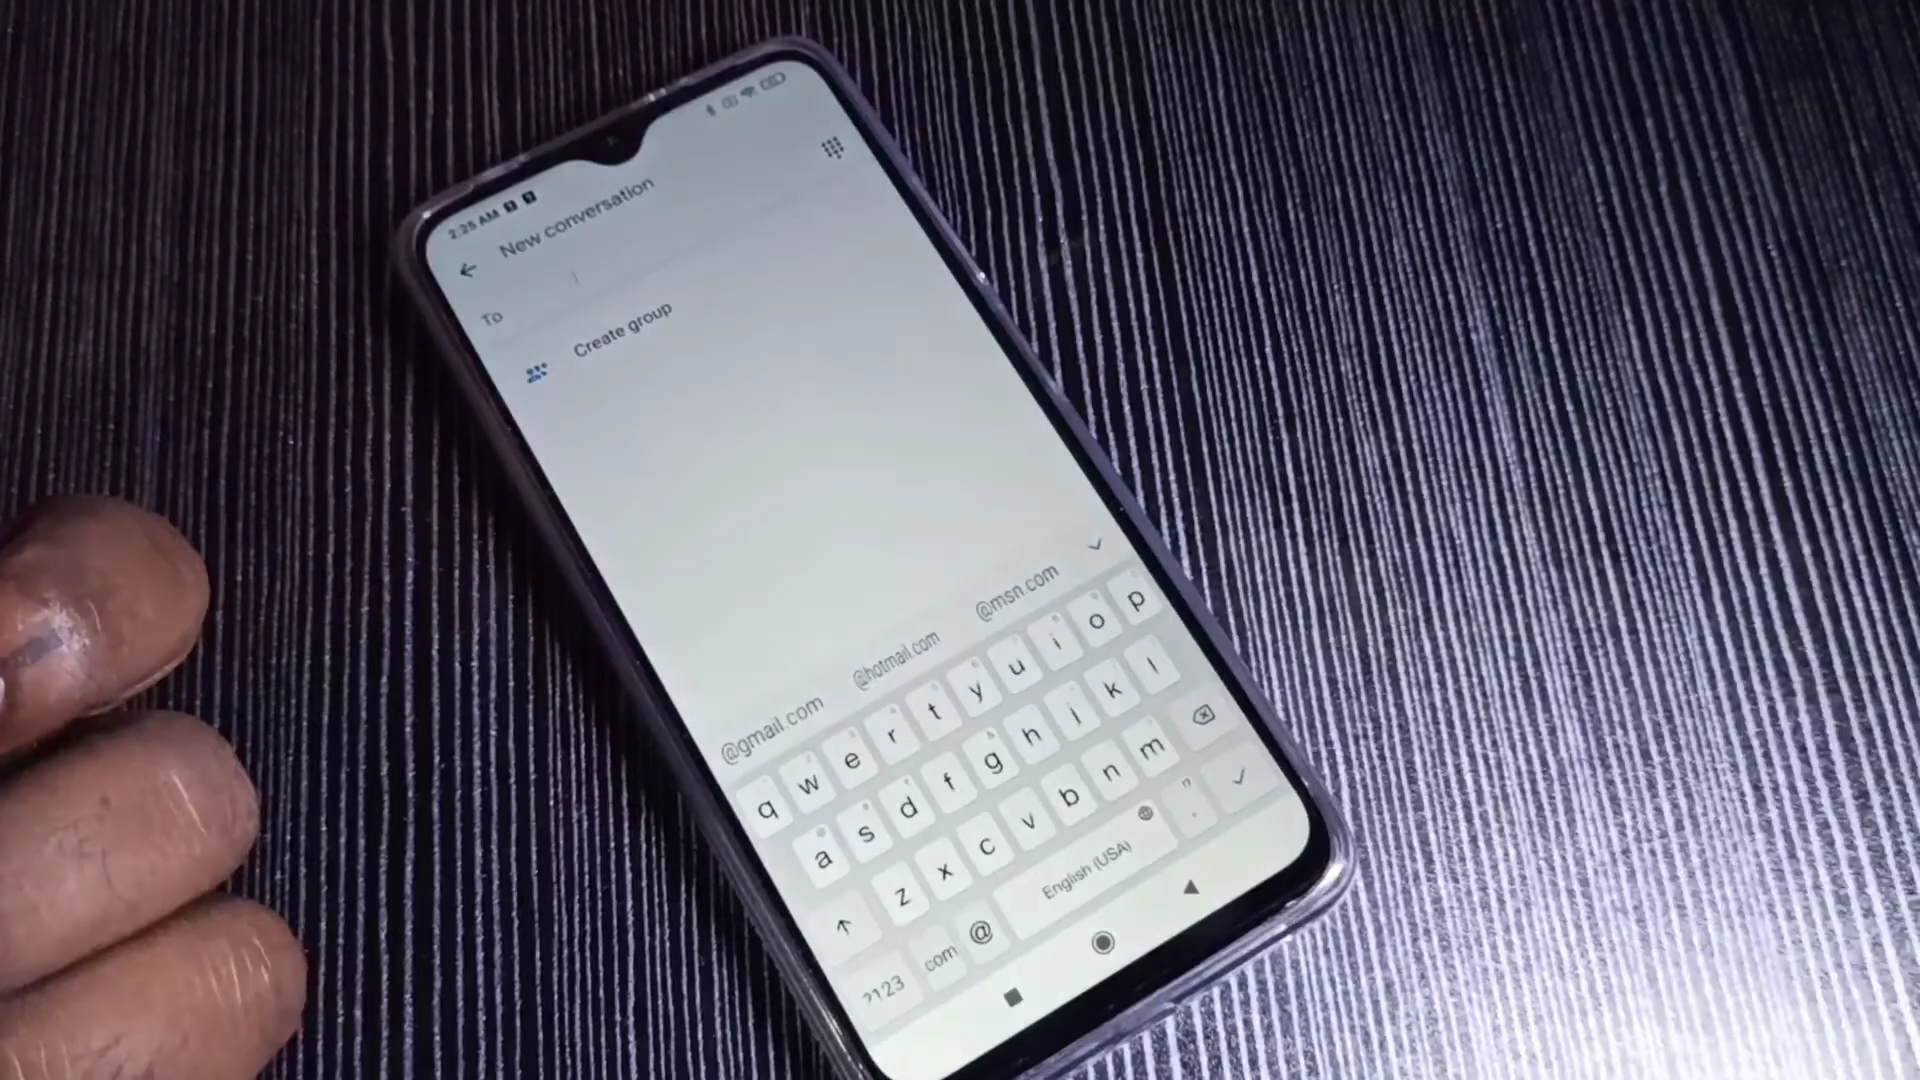 2:25 AM
New conversation
To
Create group
@gmail.com @hotmail.com @msn.com
q w e r t y u i o p
a s d f g h j k l
z x c v b n m
?123 com @ English (USA) .